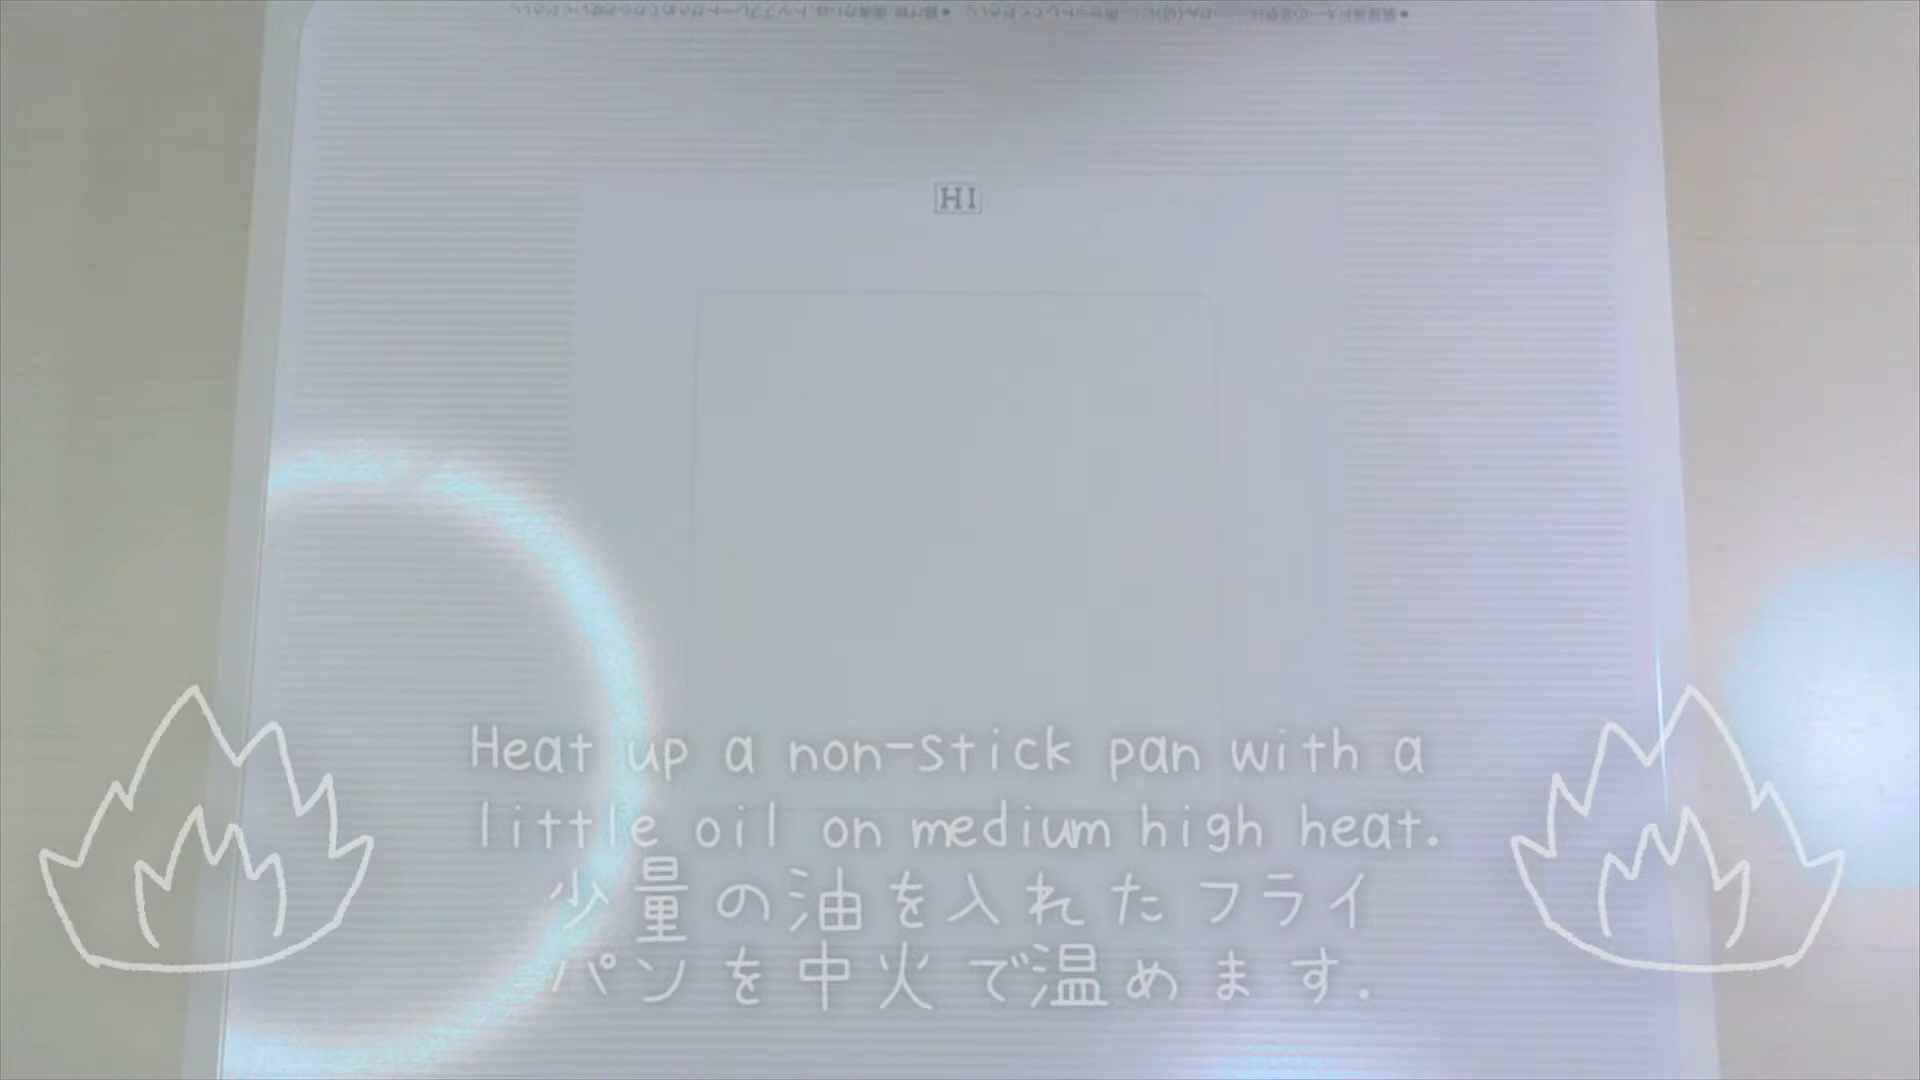 HI
Heat up a non-stick pan with a
little oil on medium high heat.
少量の油を入れたフライ
パンを中火で温めます.